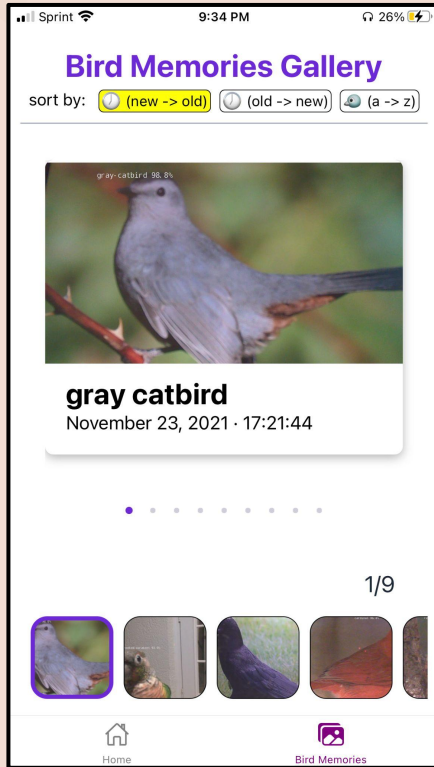 Sprint 9:34 PM 26%
Bird Memories Gallery
sort by: (new -> old) (old -> new) (a -> z)
gray-catbird 98.8%
gray catbird
November 23, 2021 · 17:21:44
1/9
Home Bird Memories